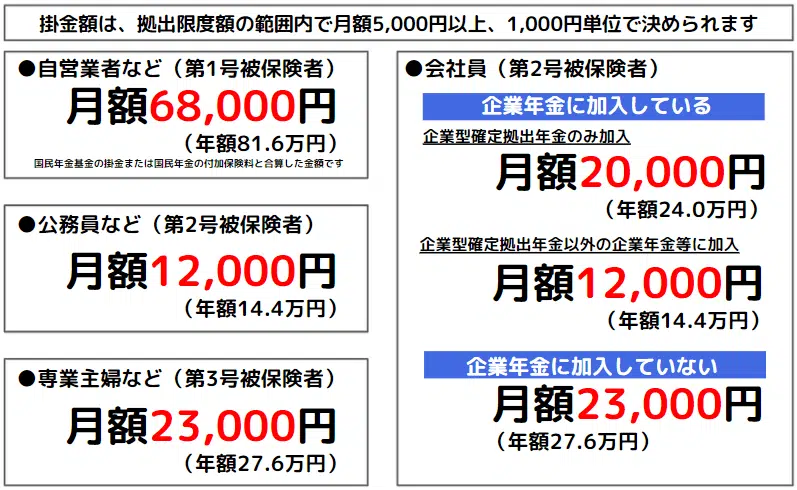 掛金額は、拠出限度額の範囲内で月額5,000円以上、1,000円単位で決められます
●自営業者など（第1号被保険者）
月額68,000円
（年額81.6万円）
国民年金基金の掛金または国民年金の付加保険料と合算した金額です
●公務員など（第2号被保険者）
月額12,000円
（年額14.4万円）
●専業主婦など（第3号被保険者）
月額23,000円
（年額27.6万円）
●会社員（第2号被保険者）
企業年金に加入している
企業型確定拠出年金のみ加入
月額20,000円
（年額24.0万円）
企業型確定拠出年金以外の企業年金等に加入
月額12,000円
（年額14.4万円）
企業年金に加入していない
月額23,000円
（年額27.6万円）